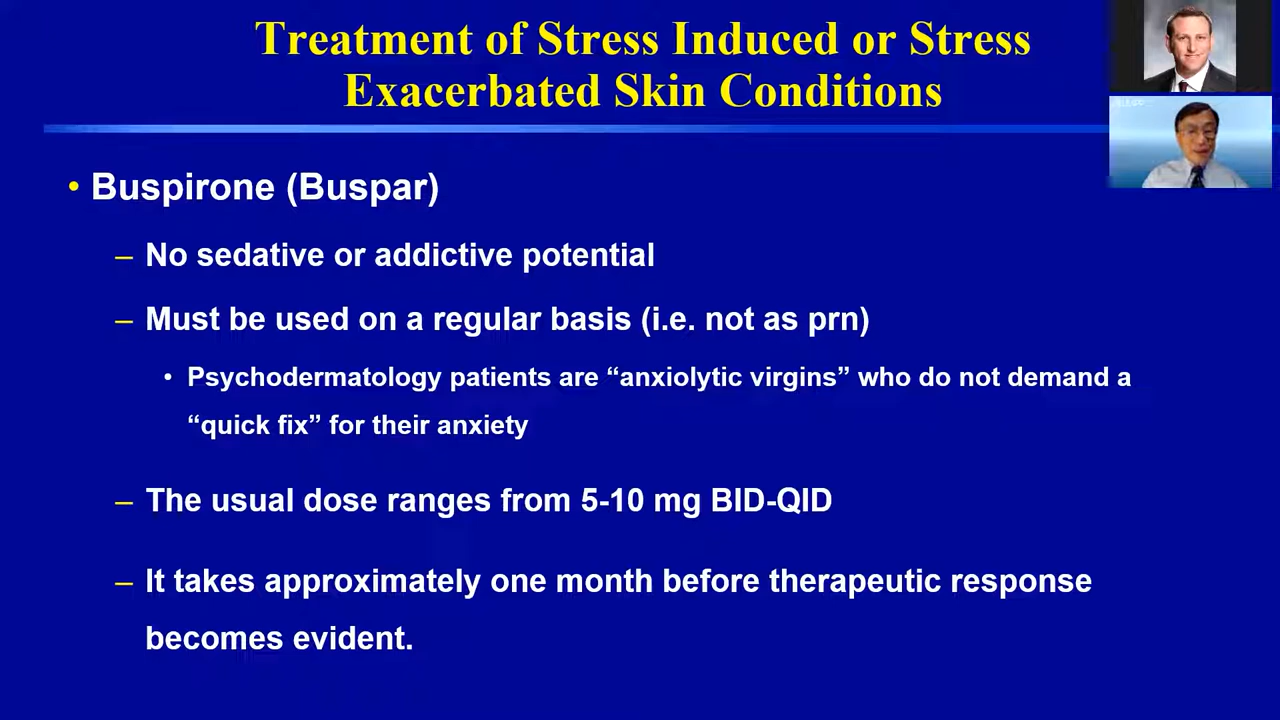 Treatment of Stress Induced or Stress
Exacerbated Skin Conditions
• Buspirone (Buspar)
– No sedative or addictive potential
– Must be used on a regular basis (i.e. not as prn)
• Psychodermatology patients are “anxiolytic virgins” who do not demand a
“quick fix” for their anxiety
– The usual dose ranges from 5-10 mg BID-QID
– It takes approximately one month before therapeutic response
becomes evident.